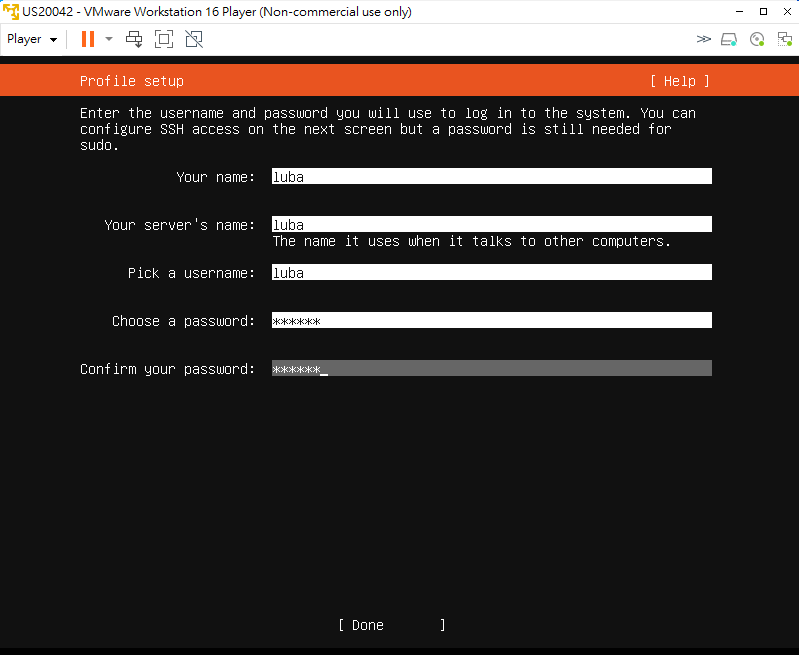 US20042 - VMware Workstation 16 Player (Non-commercial use only)
Player
Profile setup [ Help ]
Enter the username and password you will use to log in to the system. You can
configure SSH access on the next screen but a password is still needed for
sudo.
Your name: luba
Your server's name: luba
The name it uses when it talks to other computers.
Pick a username: luba
Choose a password: ******
Confirm your password: ******_
[ Done ]